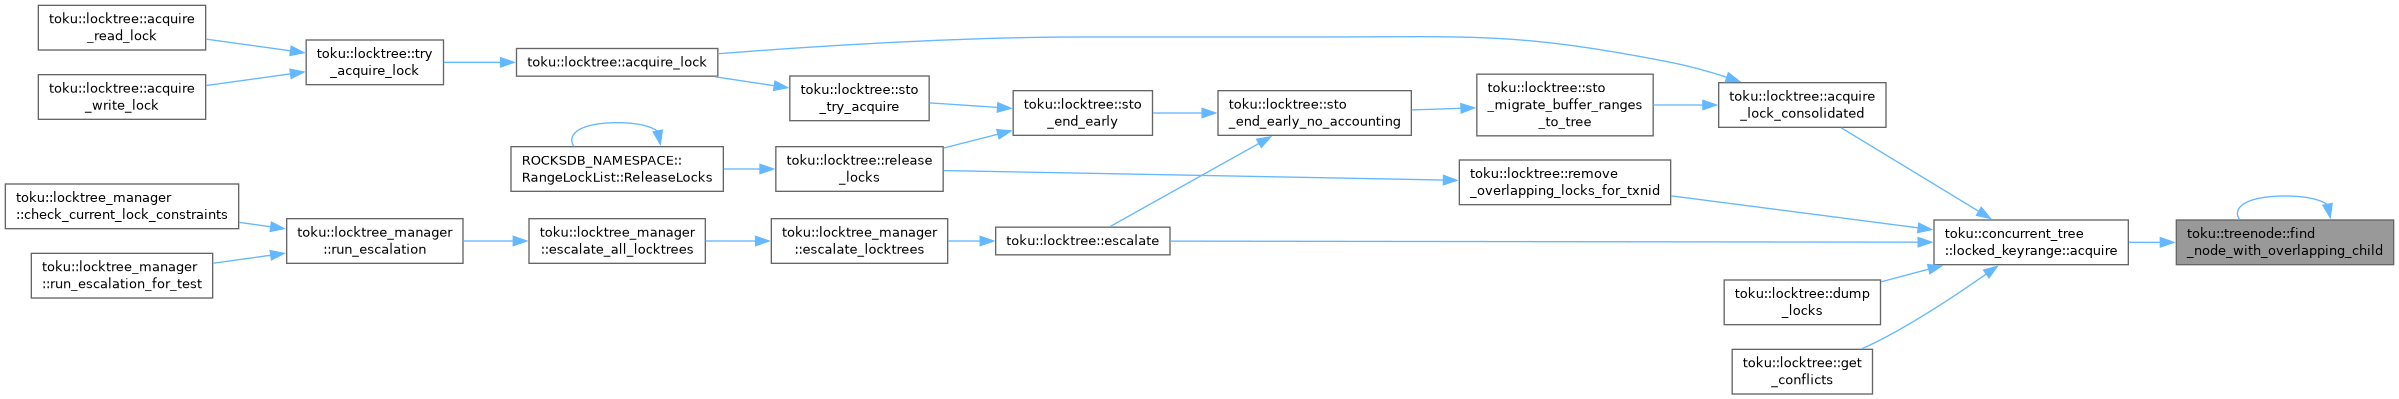 toku::locktree::acquire
_read_lock
toku::locktree::acquire
_write_lock
toku::locktree::try
_acquire_lock
toku::locktree::acquire_lock
toku::locktree::sto
_try_acquire
toku::locktree::sto
_end_early
toku::locktree::sto
_end_early_no_accounting
toku::locktree::sto
_migrate_buffer_ranges
_to_tree
toku::locktree::acquire
_lock_consolidated
ROCKSDB_NAMESPACE::
RangeLockList::ReleaseLocks
toku::locktree::release
_locks
toku::locktree::remove
_overlapping_locks_for_txnid
toku::locktree_manager
::check_current_lock_constraints
toku::locktree_manager
::run_escalation_for_test
toku::locktree_manager
::run_escalation
toku::locktree_manager
::escalate_all_locktrees
toku::locktree_manager
::escalate_locktrees
toku::locktree::escalate
toku::concurrent_tree
::locked_keyrange::acquire
toku::treenode::find
_node_with_overlapping_child
toku::locktree::dump
_locks
toku::locktree::get
_conflicts